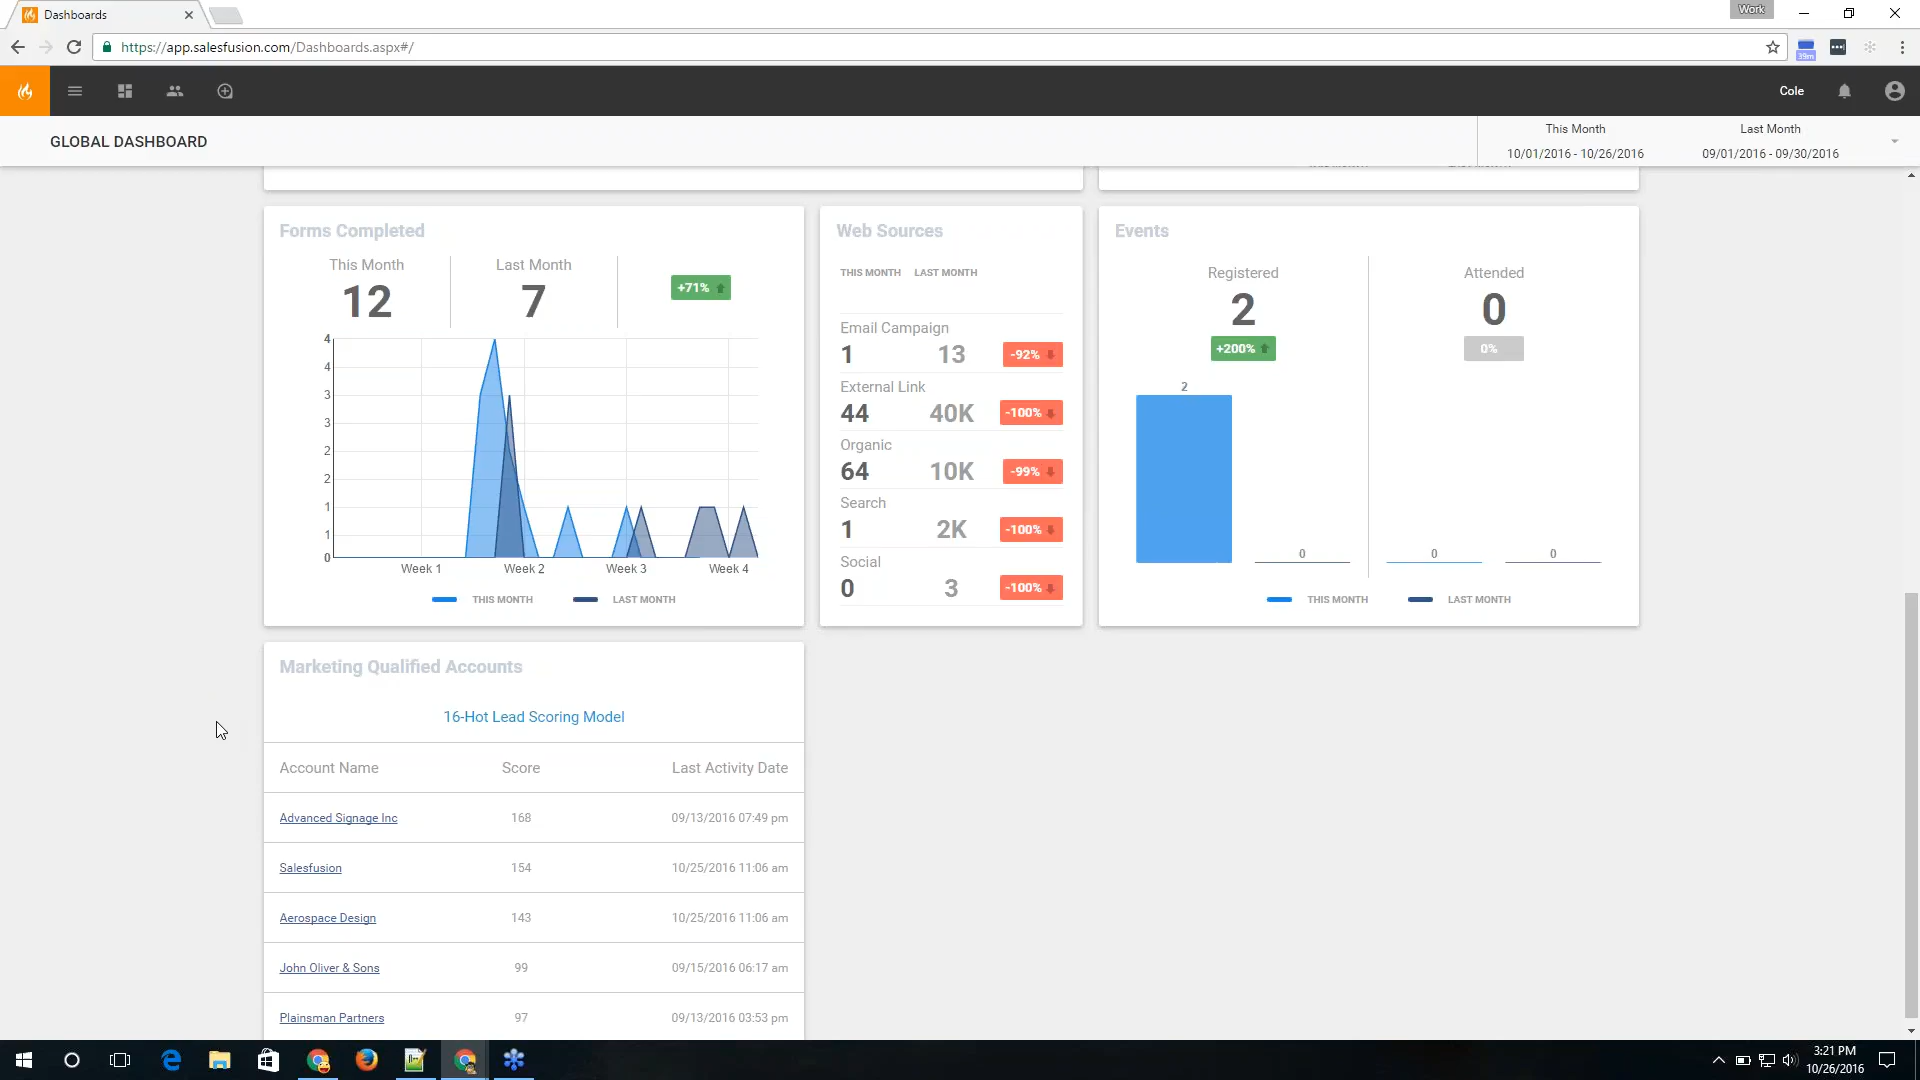 Dashboards
Work
https://app.salesfusion.com/Dashboards.aspx#/
39m
Cole
GLOBAL DASHBOARD
This Month
Last Month
10/01/2016 - 10/26/2016
09/01/2016 - 09/30/2016
Forms Completed
This Month
Last Month
12
7
+71%
4
4
3
3
2
2
1
1
0
Week 1
Week 2
Week 3
Week 4
THIS MONTH
LAST MONTH
Web Sources
THIS MONTH
LAST MONTH
Email Campaign
1
13
-92%
External Link
44
40K
-100%
Organic
64
10K
-99%
Search
1
2K
-100%
Social
0
3
-100%
Events
Registered
Attended
2
0
+200%
0%
2
0
0
0
THIS MONTH
LAST MONTH
Marketing Qualified Accounts
16-Hot Lead Scoring Model
Account Name
Score
Last Activity Date
Advanced Signage Inc
168
09/13/2016 07:49 pm
Salesfusion
154
10/25/2016 11:06 am
Aerospace Design
143
10/25/2016 11:06 am
John Oliver & Sons
99
09/15/2016 06:17 am
Plainsman Partners
97
09/13/2016 03:53 pm
3:21 PM
10/26/2016